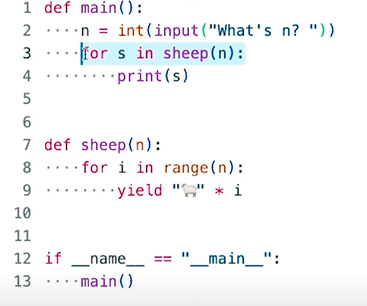 1 def main():
2 ····n = int(input("What's n? "))
3 ····for s in sheep(n):
4 ········print(s)
5
6
7 def sheep(n):
8 ····for i in range(n):
9 ········yield "🐑" * i
10
11
12 if __name__ == "__main__":
13 ····main()